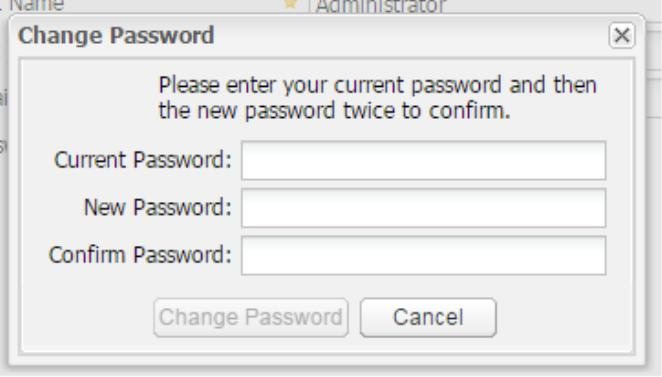 Name Administrator
Change Password
Please enter your current password and then
the new password twice to confirm.
Current Password:
New Password:
Confirm Password:
Change Password Cancel